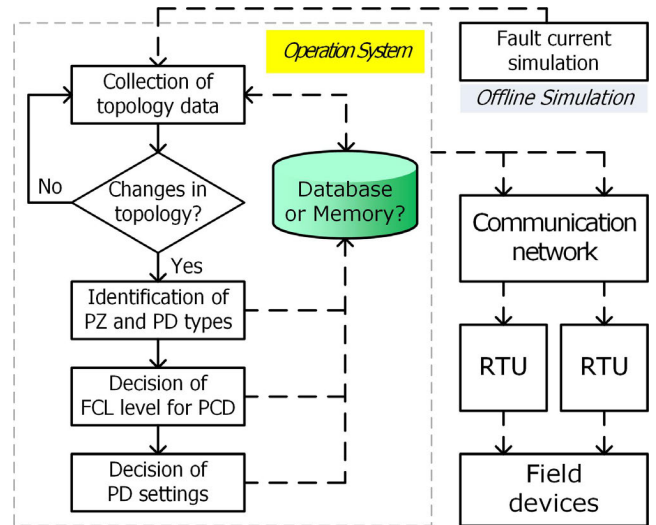 Operation System
Fault current
simulation
Offline Simulation
Collection of
topology data
No
Changes in
topology?
Yes
Database
or Memory?
Communication
network
Identification of
PZ and PD types
RTU
RTU
Decision of
FCL level for PCD
Decision of
PD settings
Field
devices